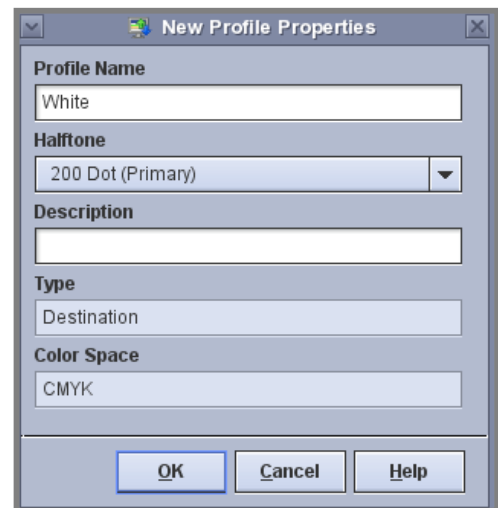 New Profile Properties
Profile Name
White
Halftone
200 Dot (Primary)
Description
Type
Destination
Color Space
CMYK
OK Cancel Help